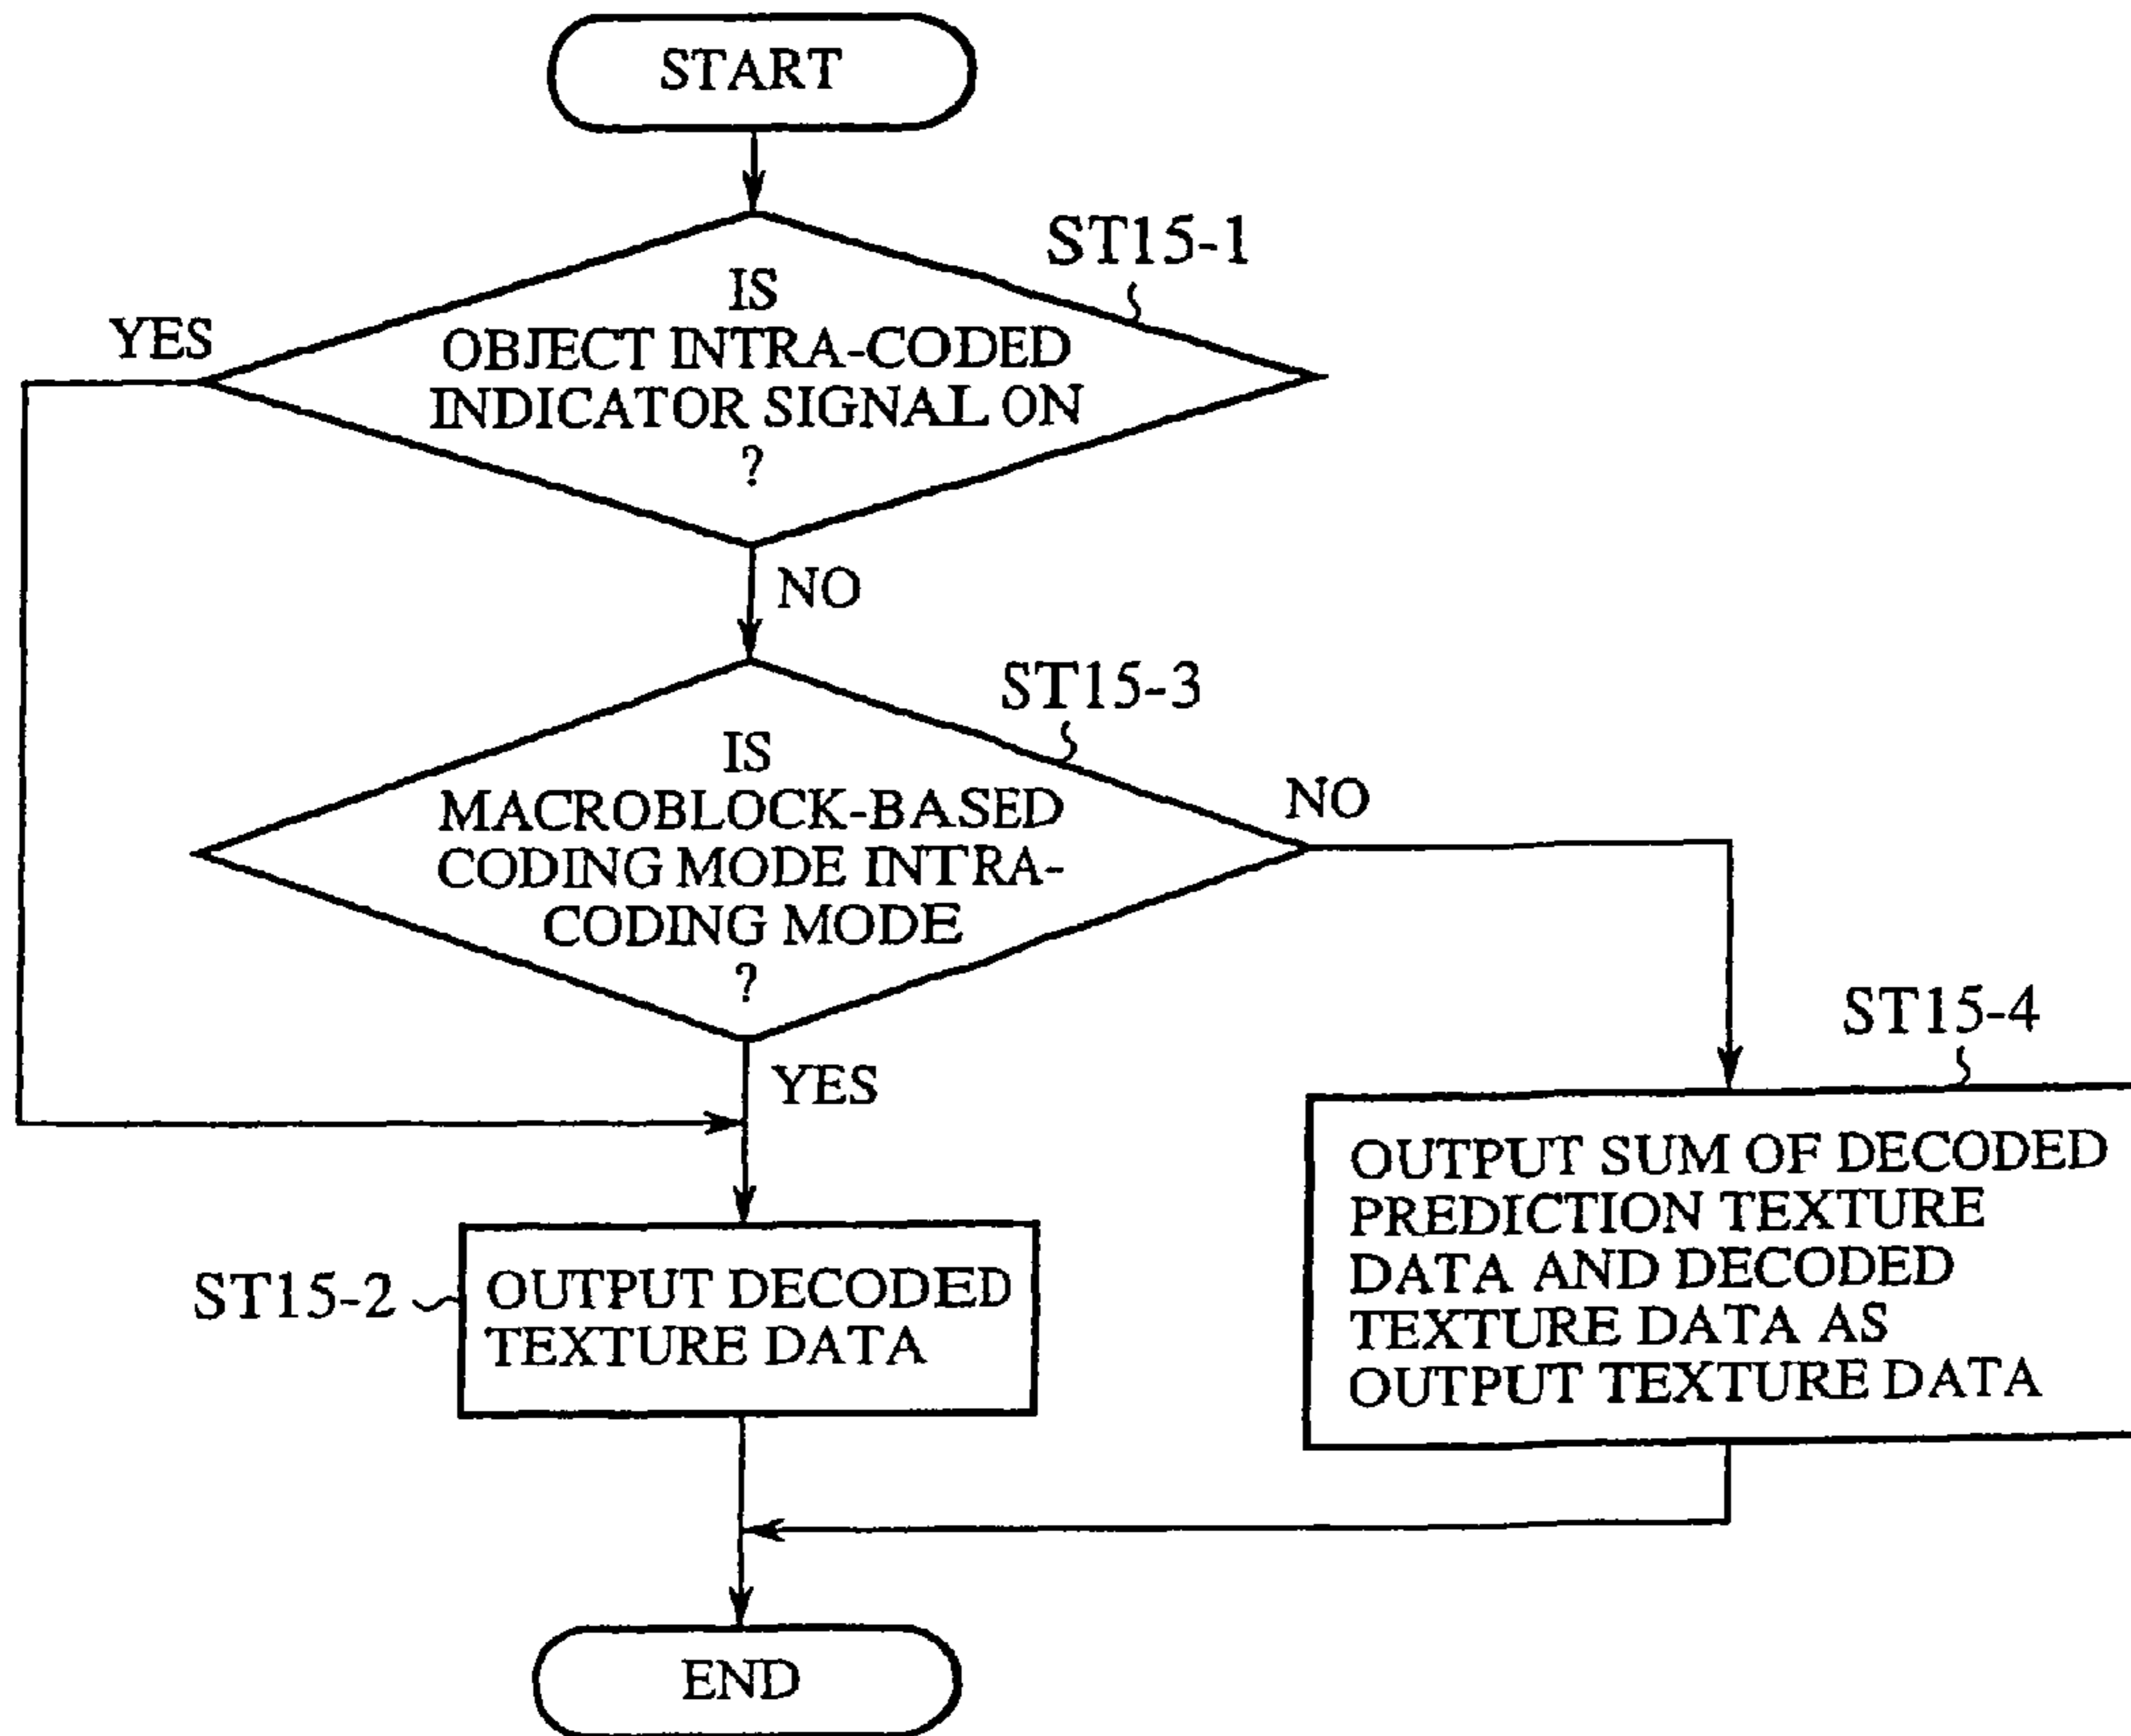 START
ST15-1
IS
OBJECT INTRA-CODED
INDICATOR SIGNAL ON
?
YES
NO
ST15-3
IS
MACROBLOCK-BASED
CODING MODE INTRA-
CODING MODE
?
NO
YES
ST15-4
OUTPUT SUM OF DECODED
PREDICTION TEXTURE
DATA AND DECODED
TEXTURE DATA AS
OUTPUT TEXTURE DATA
ST15-2
OUTPUT DECODED
TEXTURE DATA
END